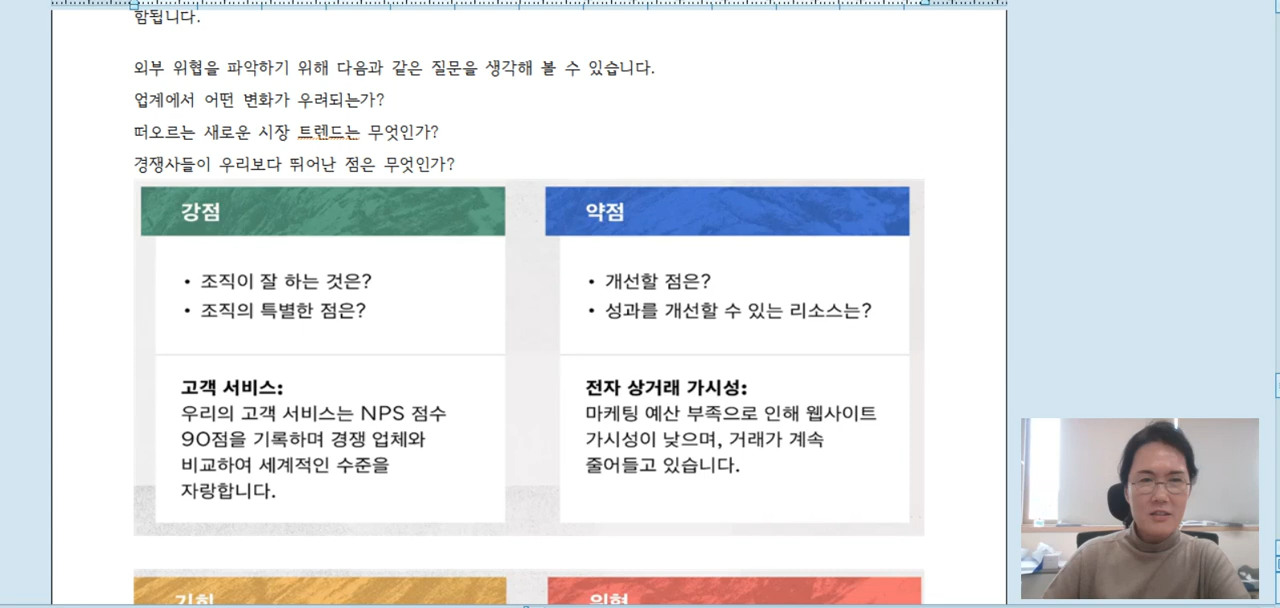 함됩니다.
외부 위협을 파악하기 위해 다음과 같은 질문을 생각해 볼 수 있습니다.
업계에서 어떤 변화가 우려되는가?
떠오르는 새로운 시장 트렌드는 무엇인가?
경쟁사들이 우리보다 뛰어난 점은 무엇인가?
강점
• 조직이 잘 하는 것은?
• 조직의 특별한 점은?
고객 서비스:
우리의 고객 서비스는 NPS 점수
90점을 기록하며 경쟁 업체와
비교하여 세계적인 수준을
자랑합니다.
약점
• 개선할 점은?
• 성과를 개선할 수 있는 리소스는?
전자 상거래 가시성:
마케팅 예산 부족으로 인해 웹사이트
가시성이 낮으며, 거래가 계속
줄어들고 있습니다.
기회
위협